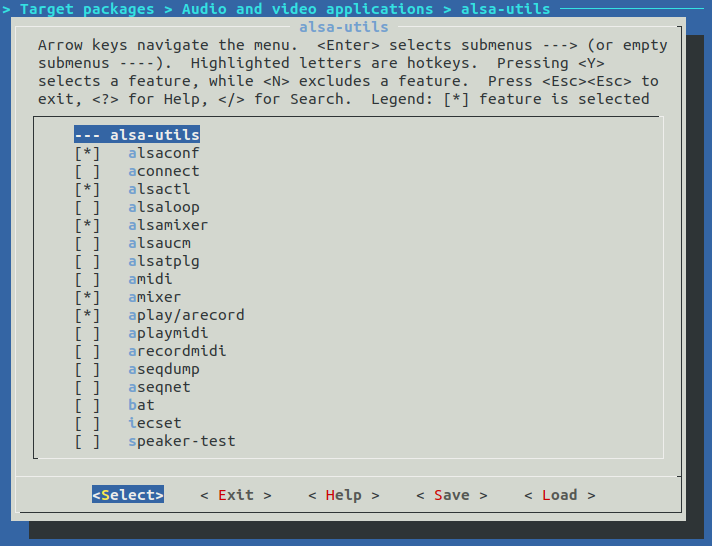 > Target packages > Audio and video applications > alsa-utils
alsa-utils
Arrow keys navigate the menu.  <Enter> selects submenus ---> (or empty
submenus ----).  Highlighted letters are hotkeys.  Pressing <Y>
selects a feature, while <N> excludes a feature.  Press <Esc><Esc> to
exit, <?> for Help, </> for Search.  Legend: [*] feature is selected
--- alsa-utils
[*]   alsaconf
[ ]   aconnect
[*]   alsactl
[ ]   alsaloop
[*]   alsamixer
[ ]   alsaucm
[ ]   alsatplg
[ ]   amidi
[*]   amixer
[*]   aplay/arecord
[ ]   aplaymidi
[ ]   arecordmidi
[ ]   aseqdump
[ ]   aseqnet
[ ]   bat
[ ]   iecset
[ ]   speaker-test
<Select>    < Exit >    < Help >    < Save >    < Load >